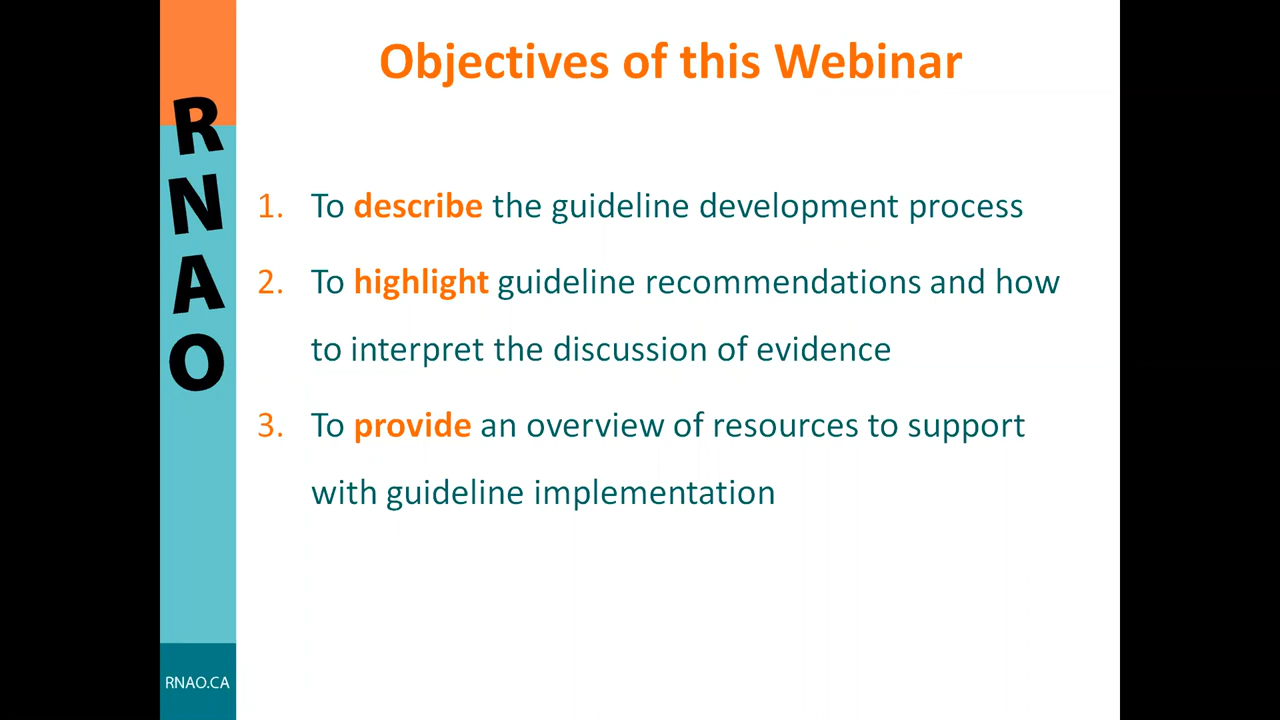 Objectives of this Webinar
R
N
A
O
1. To describe the guideline development process
2. To highlight guideline recommendations and how
to interpret the discussion of evidence
3. To provide an overview of resources to support
with guideline implementation
RNAO.CA